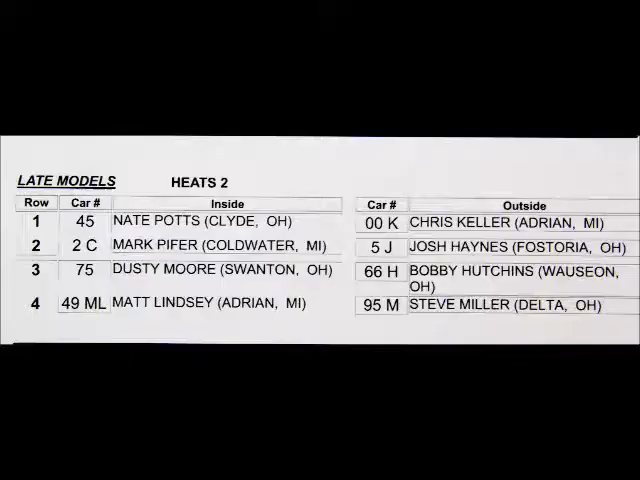 LATE MODELS HEATS 2
Row Car # Inside Car # Outside
1 45 NATE POTTS (CLYDE, OH) 00 K CHRIS KELLER (ADRIAN, MI)
2 2 C MARK PIFER (COLDWATER, MI) 5 J JOSH HAYNES (FOSTORIA, OH)
3 75 DUSTY MOORE (SWANTON, OH) 66 H BOBBY HUTCHINS (WAUSEON,
OH)
4 49 ML MATT LINDSEY (ADRIAN, MI) 95 M STEVE MILLER (DELTA, OH)